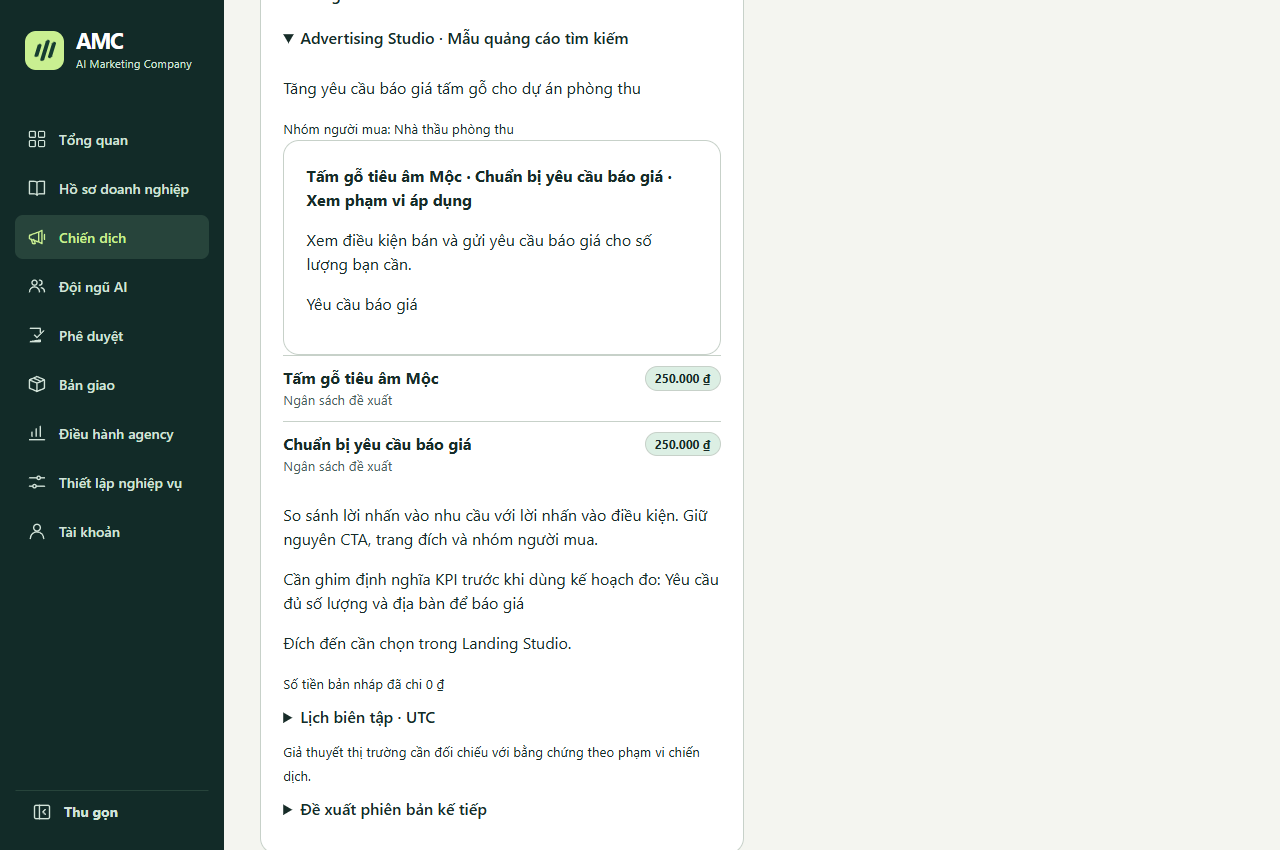 AMC
AI Marketing Company
Tổng quan
Hồ sơ doanh nghiệp
Chiến dịch
Đội ngũ AI
Phê duyệt
Bản giao
Điều hành agency
Thiết lập nghiệp vụ
Tài khoản
Thu gọn
Advertising Studio · Mẫu quảng cáo tìm kiếm
Tăng yêu cầu báo giá tấm gỗ cho dự án phòng thu
Nhóm người mua: Nhà thầu phòng thu
Tấm gỗ tiêu âm Mộc · Chuẩn bị yêu cầu báo giá ·
Xem phạm vi áp dụng
Xem điều kiện bán và gửi yêu cầu báo giá cho số
lượng bạn cần.
Yêu cầu báo giá
Tấm gỗ tiêu âm Mộc
250.000 ₫
Ngân sách đề xuất
Chuẩn bị yêu cầu báo giá
250.000 ₫
Ngân sách đề xuất
So sánh lời nhấn vào nhu cầu với lời nhấn vào điều kiện. Giữ
nguyên CTA, trang đích và nhóm người mua.
Cần ghim định nghĩa KPI trước khi dùng kế hoạch đo: Yêu cầu
đủ số lượng và địa bàn để báo giá
Đích đến cần chọn trong Landing Studio.
Số tiền bản nháp đã chi 0 ₫
Lịch biên tập · UTC
Giả thuyết thị trường cần đối chiếu với bằng chứng theo phạm vi chiến
dịch.
Đề xuất phiên bản kế tiếp